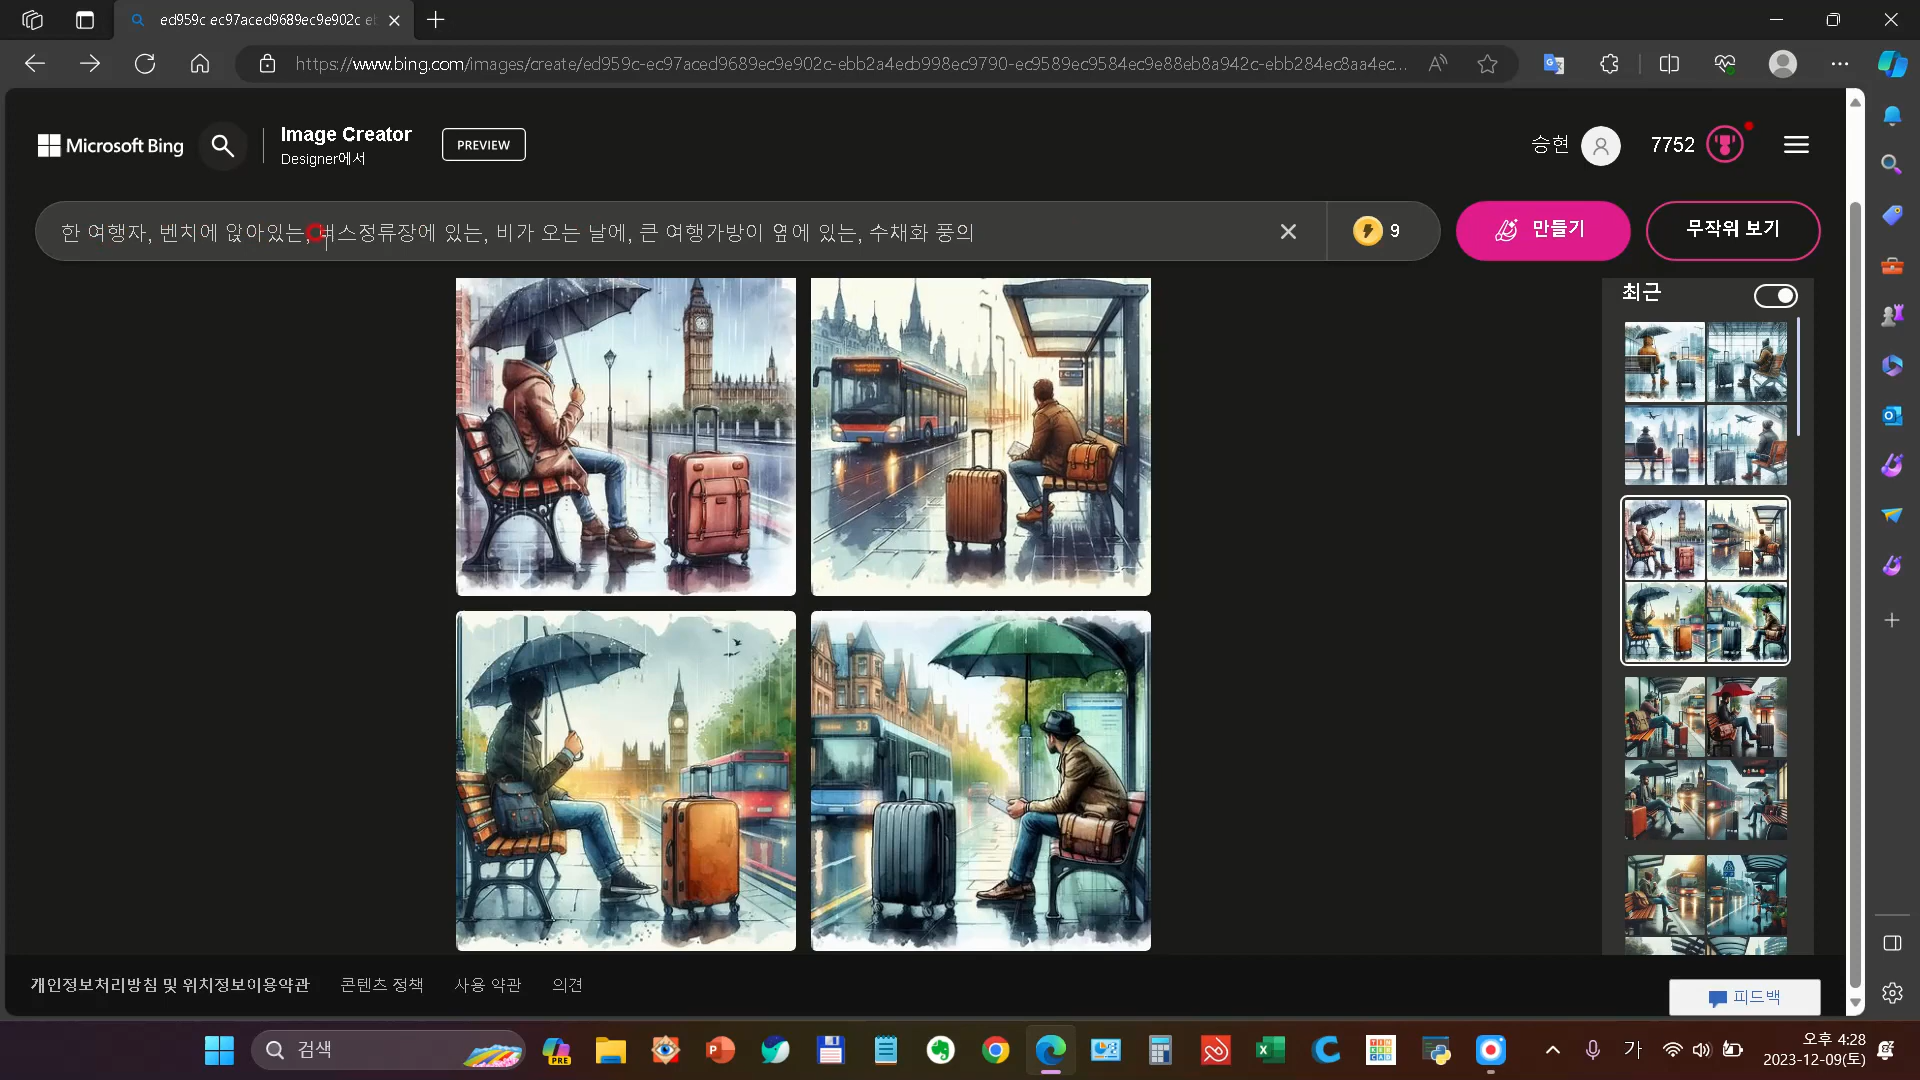 ed959c ec97aced9689ec9e902c
https://www.bing.com/images/create/ed959c-ec97aced9689ec9e902c-ebb2a4ecb998ec9790-ec9589ec9584ec9e88eb8a942c-ebb284ec8aa4ec...
Microsoft Bing
Image Creator
Designer에서
PREVIEW
승현
7752
한 여행자, 벤치에 앉아있는, 버스정류장에 있는, 비가 오는 날에, 큰 여행가방이 옆에 있는, 수채화 풍의
9
만들기
무작위 보기
최근
33
개인정보처리방침 및 위치정보이용약관
콘텐츠 정책
사용 약관
의견
피드백
검색
PRE
가
오후 4:28
2023-12-09(토)